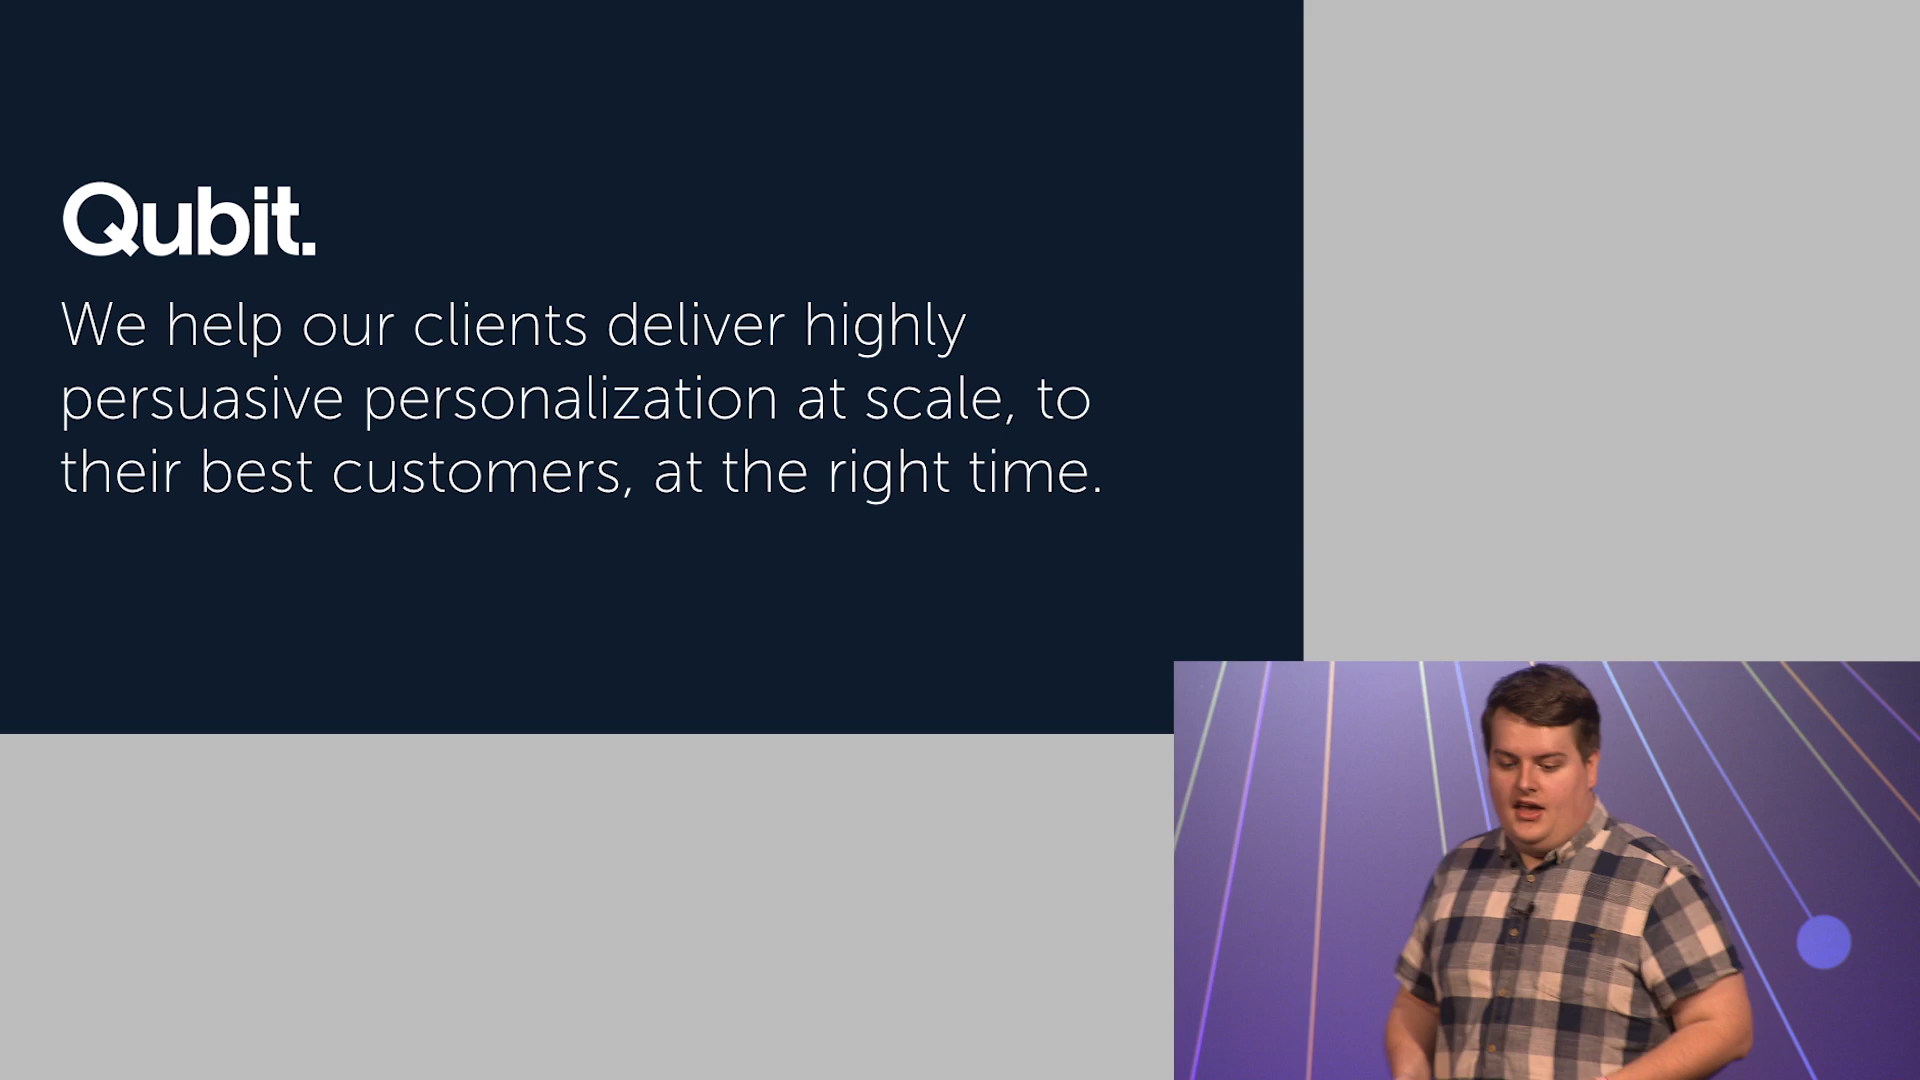 Qubit.
We help our clients deliver highly
persuasive personalization at scale, to
their best customers, at the right time.